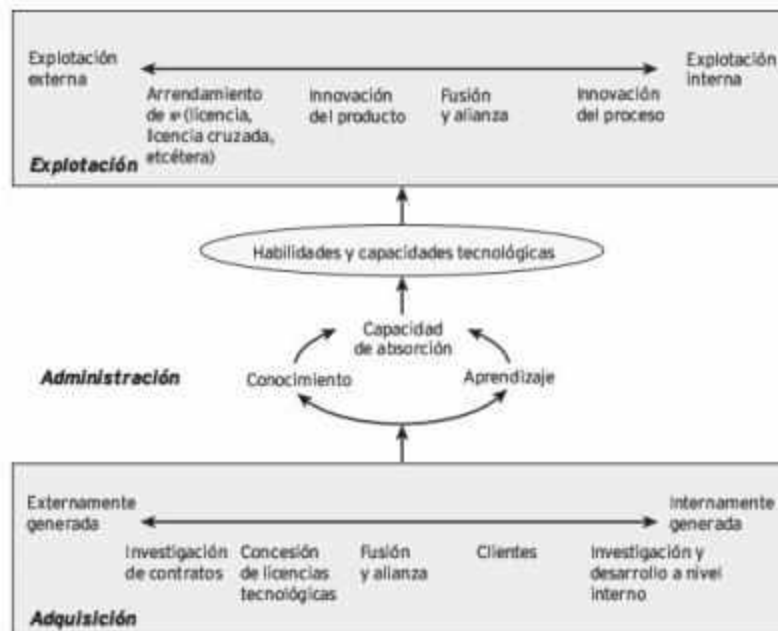 Explotación
externa
Explotación
interna
Arrendamiento
de (licencia,
licencia cruzada,
etcétera)
Innovación
del producto
Fusión
y alianza
Innovación
del proceso
Explotación
Habilidades y capacidades tecnológicas
Capacidad
de absorción
Administración
Conocimiento
Aprendizaje
Externamente
generada
Internamente
generada
Investigación
de contratos
Concesión
de licencias
tecnológicas
Fusión
y alianza
Clientes
Investigación y
desarrollo a nivel
interno
Adquisición